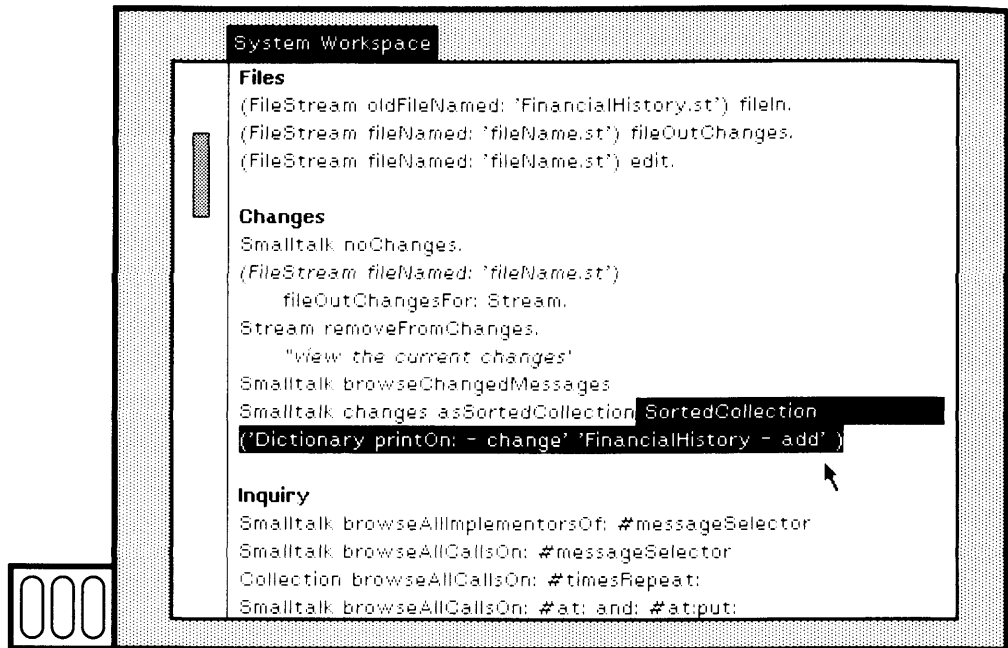 System Workspace
Files
(FileStream oldFileNamed: 'FinancialHistory.st') fileIn.
(FileStream fileNamed: 'fileName.st') fileOutChanges.
(FileStream fileNamed: 'fileName.st') edit.
Changes
Smalltalk noChanges.
(FileStream fileNamed: 'fileName.st')
fileOutChangesFor: Stream.
Stream removeFromChanges.
"view the current changes'
Smalltalk browseChangedMessages
Smalltalk changes asSortedCollection SortedCollection
('Dictionary printOn: - change' 'FinancialHistory - add' )
Inquiry
Smalltalk browseAllImplementorsOf: #messageSelector
Smalltalk browseAllCallsOn: #messageSelector
Collection browseAllCallsOn: #timesRepeat:
Smalltalk browseAllCallsOn: #at: and: #at:put: